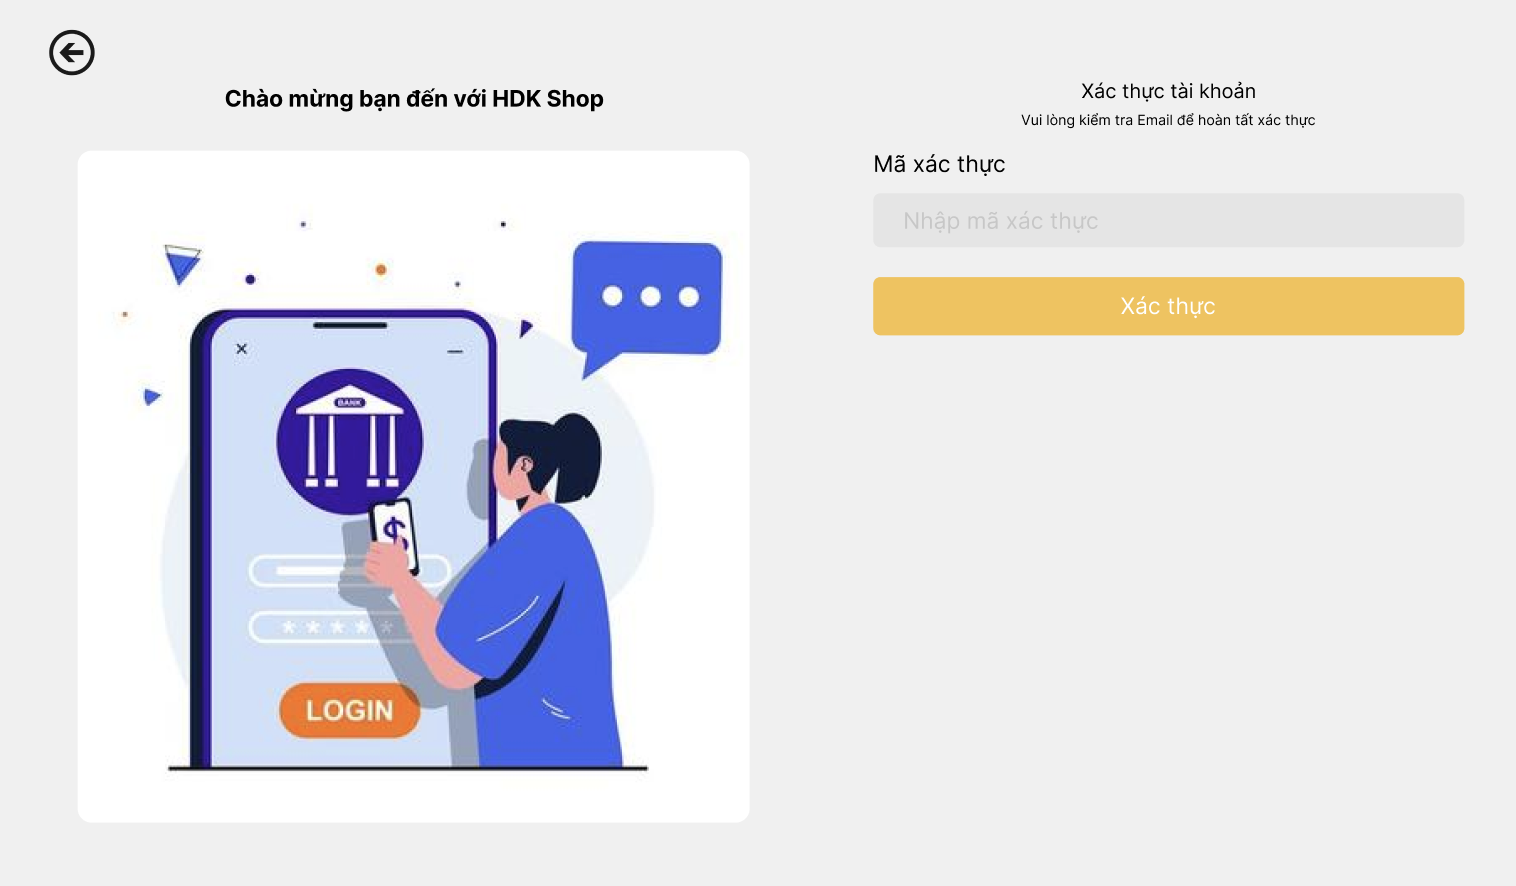 Chào mừng bạn đến với HDK Shop
BANK
$
*****
LOGIN
Xác thực tài khoản
Vui lòng kiểm tra Email để hoàn tất xác thực
Mã xác thực
Nhập mã xác thực
Xác thực